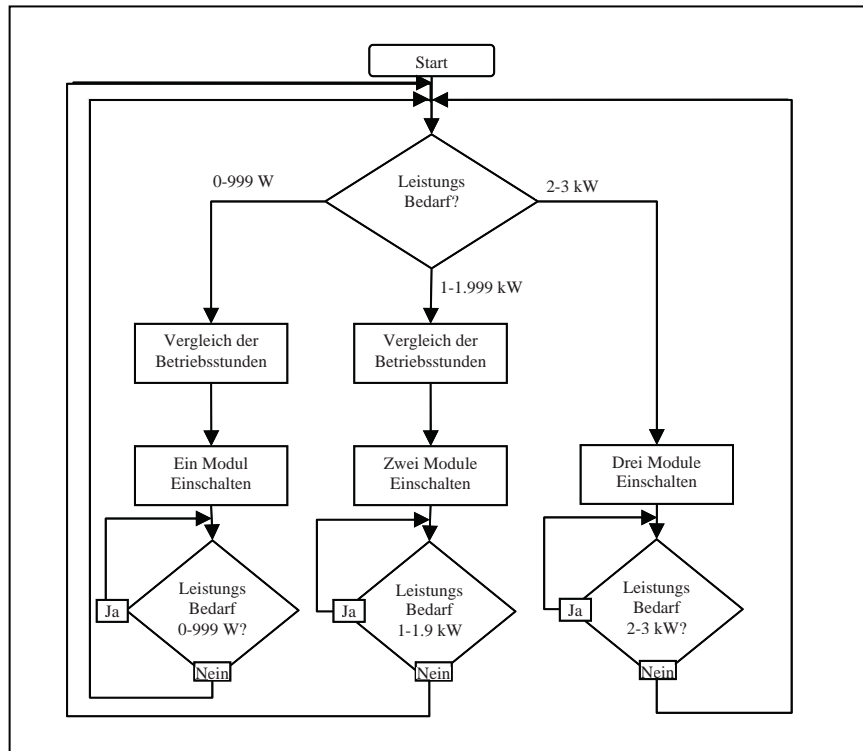 Start
Leistungs
Bedarf?
0-999 W
2-3 kW
1-1.999 kW
Vergleich der
Betriebsstunden
Vergleich der
Betriebsstunden
Ein Modul
Einschalten
Zwei Module
Einschalten
Drei Module
Einschalten
Leistungs
Bedarf
0-999 W?
Ja
Nein
Leistungs
Bedarf
1-1.9 kW
Ja
Nein
Leistungs
Bedarf
2-3 kW?
Ja
Nein